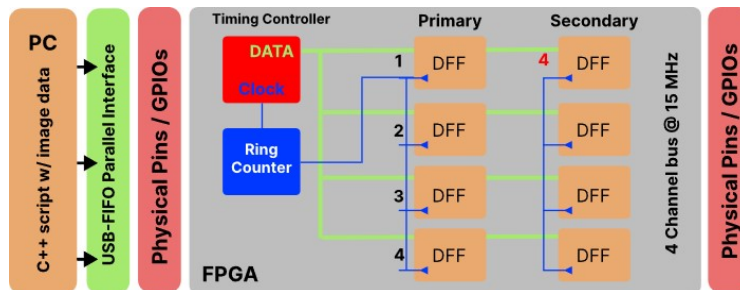 PC
C++ script w/ image data
USB-FIFO Parallel Interface
Physical Pins / GPIOs
Timing Controller
Primary
Secondary
DATA
Clock
Ring
Counter
1
DFF
4
DFF
2
DFF
DFF
3
DFF
DFF
4
DFF
DFF
FPGA
4 Channel bus @ 15 MHz
Physical Pins / GPIOs